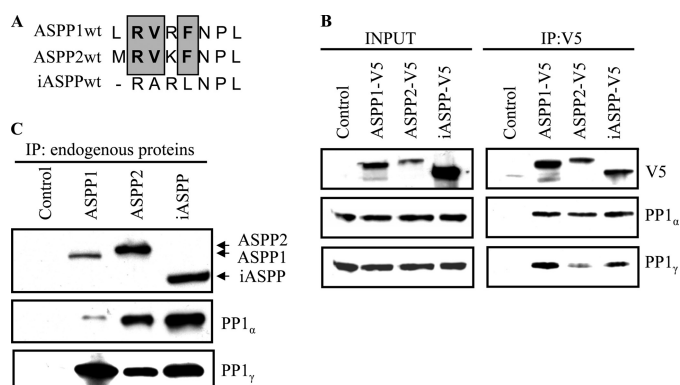 A
ASPP1wt L R V R F N P L
ASPP2wt M R V K F N P L
iASPPwt - R A R L N P L
B
INPUT
IP:V5
Control
ASPP1-V5
ASPP2-V5
iASPP-V5
Control
ASPP1-V5
ASPP2-V5
iASPP-V5
V5
PP1α
PP1γ
C
IP: endogenous proteins
Control
ASPP1
ASPP2
iASPP
ASPP2
ASPP1
iASPP
PP1α
PP1γ